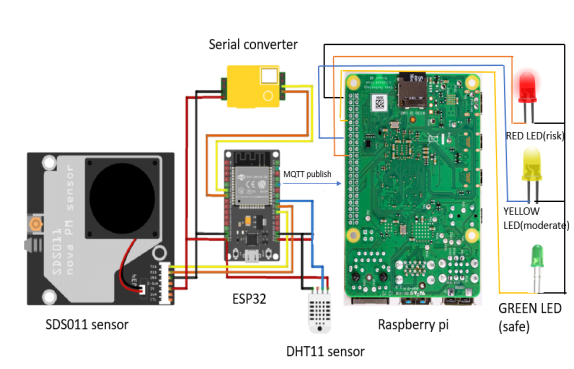 Serial converter
SDS011
nova PM sensor
MQTT publish
RED LED(risk)
YELLOW
LED(moderate)
GREEN LED
(safe)
ESP32
SDS011 sensor
DHT11 sensor
Raspberry pi